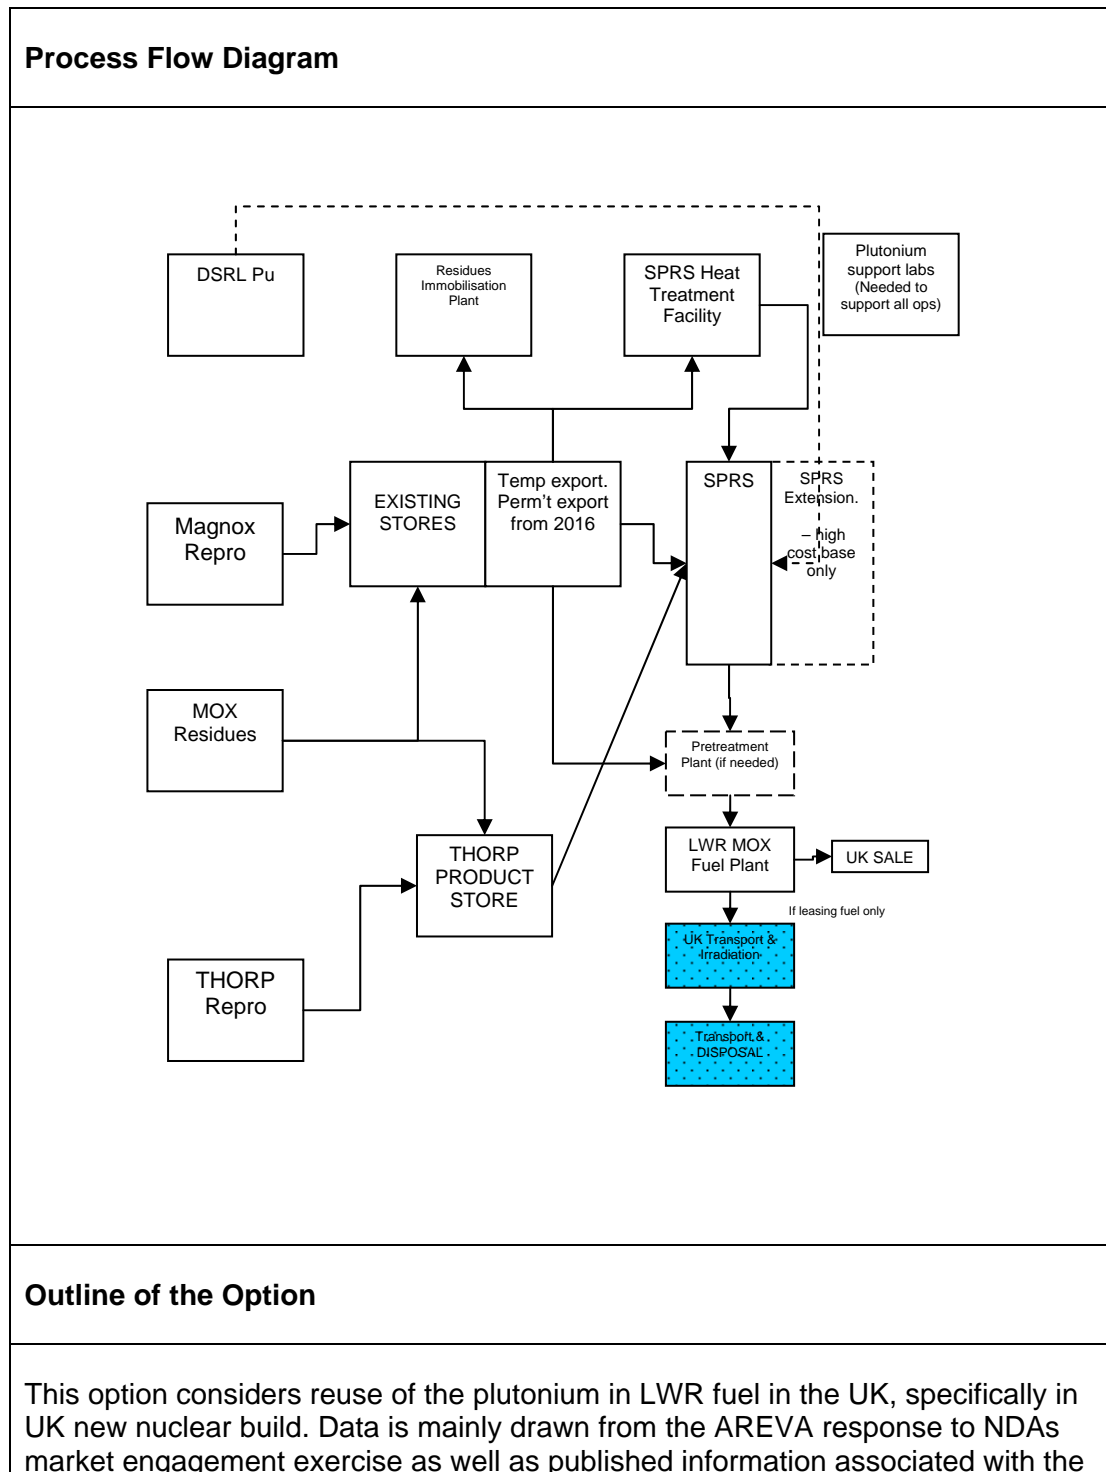 Process Flow Diagram
DSRL Pu
Residues
Immobilisation
Plant
SPRS Heat
Treatment
Facility
Plutonium
support labs
(Needed to
support all ops)
Magnox
Repro
EXISTING
STORES
Temp export.
Perm't export
from 2016
SPRS
SPRS
Extension.
– high
cost base
only
MOX
Residues
Pretreatment
Plant (if needed)
THORP
PRODUCT
STORE
LWR MOX
Fuel Plant
UK SALE
If leasing fuel only
UK Transport &
Irradiation
THORP
Repro
Transport &
DISPOSAL
Outline of the Option
This option considers reuse of the plutonium in LWR fuel in the UK, specifically in
UK new nuclear build. Data is mainly drawn from the AREVA response to NDAs
market engagement exercise as well as published information associated with the